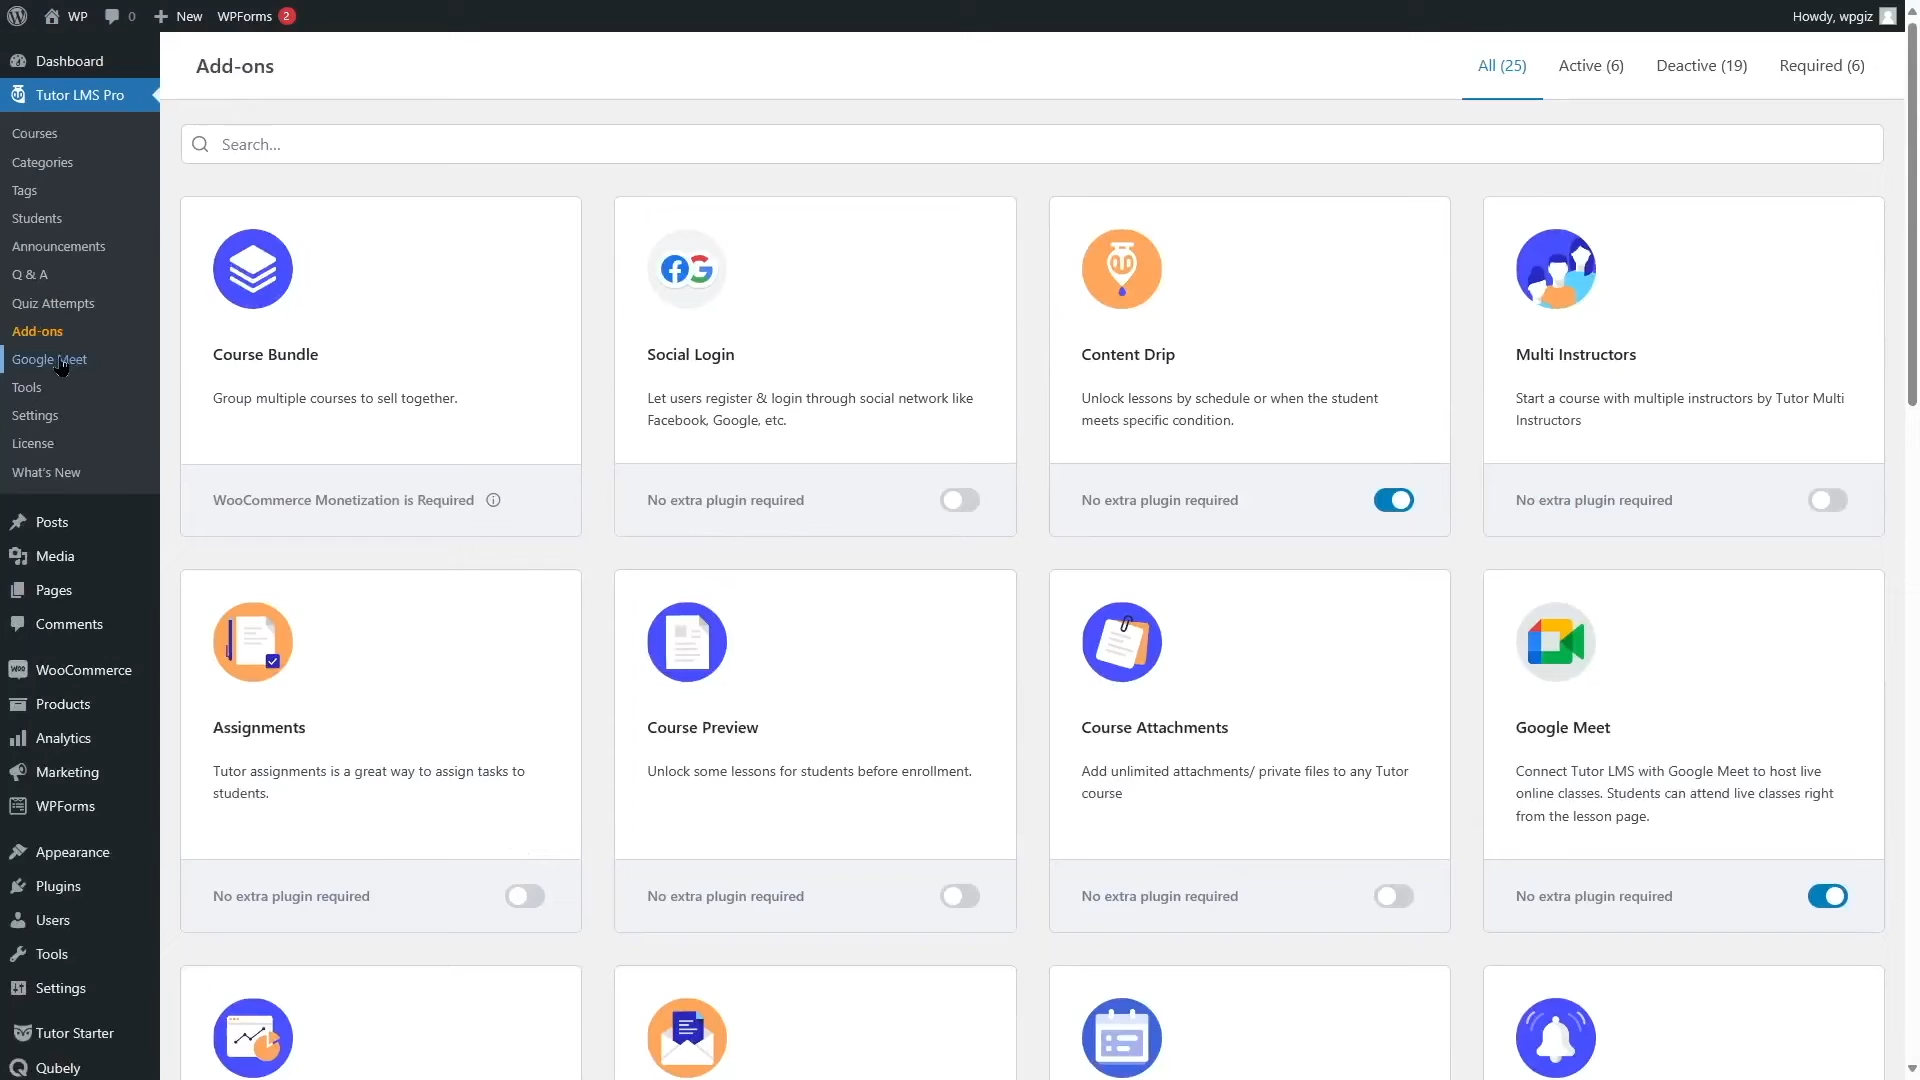 WP
0
New
WPForms
2
Howdy, wpgiz
Dashboard
Tutor LMS Pro
Courses
Categories
Tags
Students
Announcements
Q & A
Quiz Attempts
Add-ons
Google Meet
Tools
Settings
License
What's New
Posts
Media
Pages
Comments
WooCommerce
Products
Analytics
Marketing
WPForms
Appearance
Plugins
Users
Tools
Settings
Tutor Starter
Qubely
Add-ons
All (25)
Active (6)
Deactive (19)
Required (6)
Search...
Course Bundle
Group multiple courses to sell together.
WooCommerce Monetization is Required
Social Login
Let users register & login through social network like
Facebook, Google, etc.
No extra plugin required
Content Drip
Unlock lessons by schedule or when the student
meets specific condition.
No extra plugin required
Multi Instructors
Start a course with multiple instructors by Tutor Multi
Instructors
No extra plugin required
Assignments
Tutor assignments is a great way to assign tasks to
students.
No extra plugin required
Course Preview
Unlock some lessons for students before enrollment.
No extra plugin required
Course Attachments
Add unlimited attachments/ private files to any Tutor
course
No extra plugin required
Google Meet
Connect Tutor LMS with Google Meet to host live
online classes. Students can attend live classes right
from the lesson page.
No extra plugin required